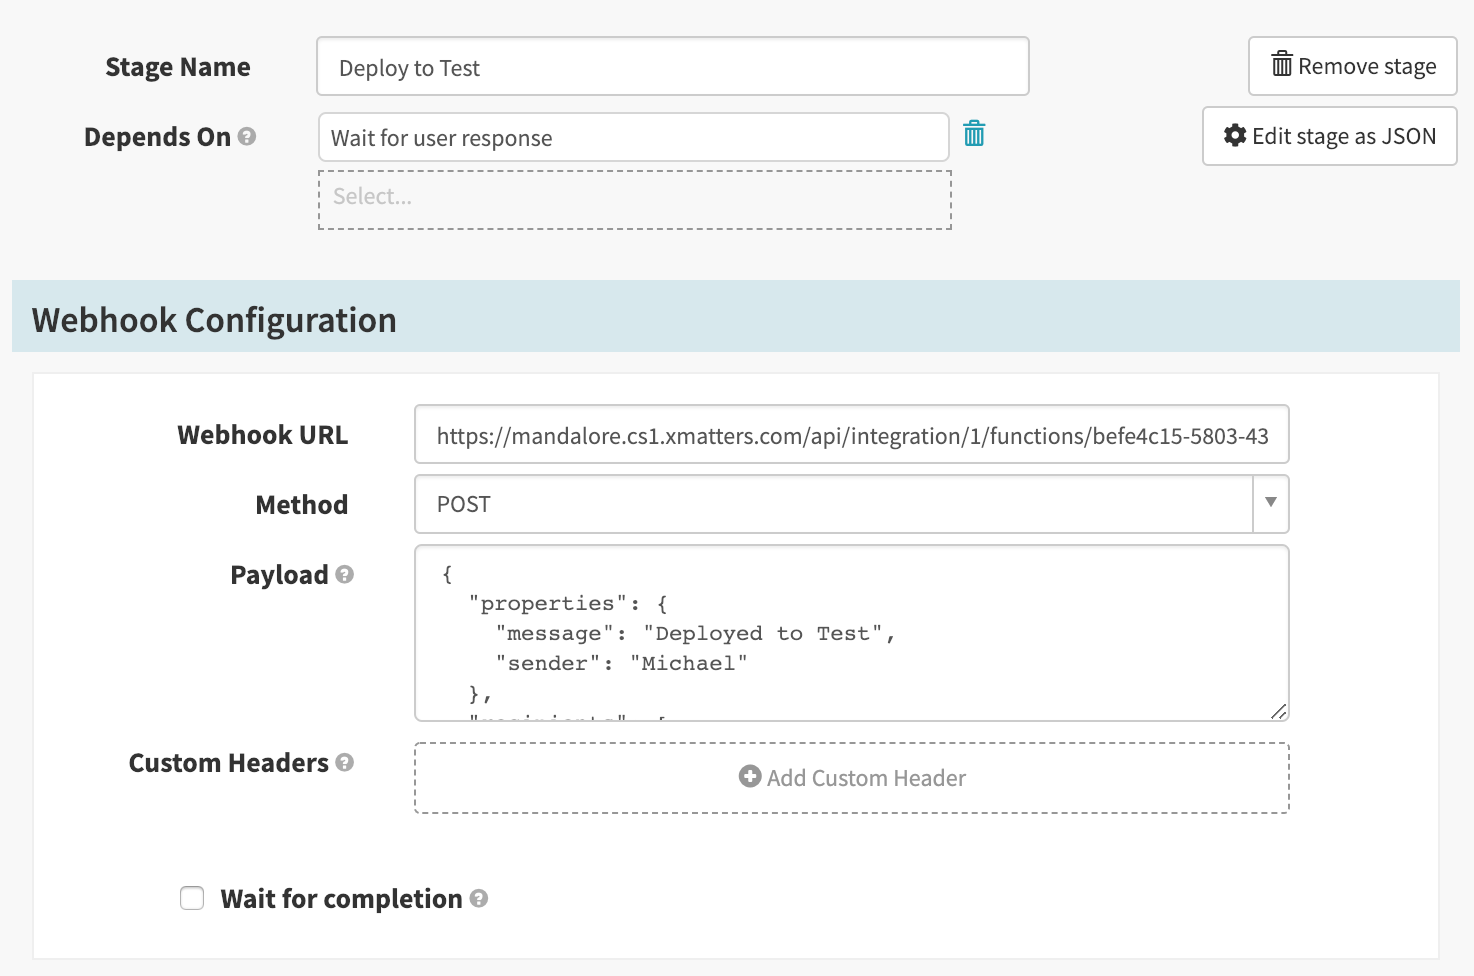 Stage Name
Deploy to Test
Remove stage
Depends On
Wait for user response
Edit stage as JSON
Select...
Webhook Configuration
Webhook URL
https://mandalore.cs1.xmatters.com/api/integration/1/functions/befe4c15-5803-43
Method
POST
Payload
{
"properties": {
"message": "Deployed to Test",
"sender": "Michael"
},
Custom Headers
Add Custom Header
Wait for completion